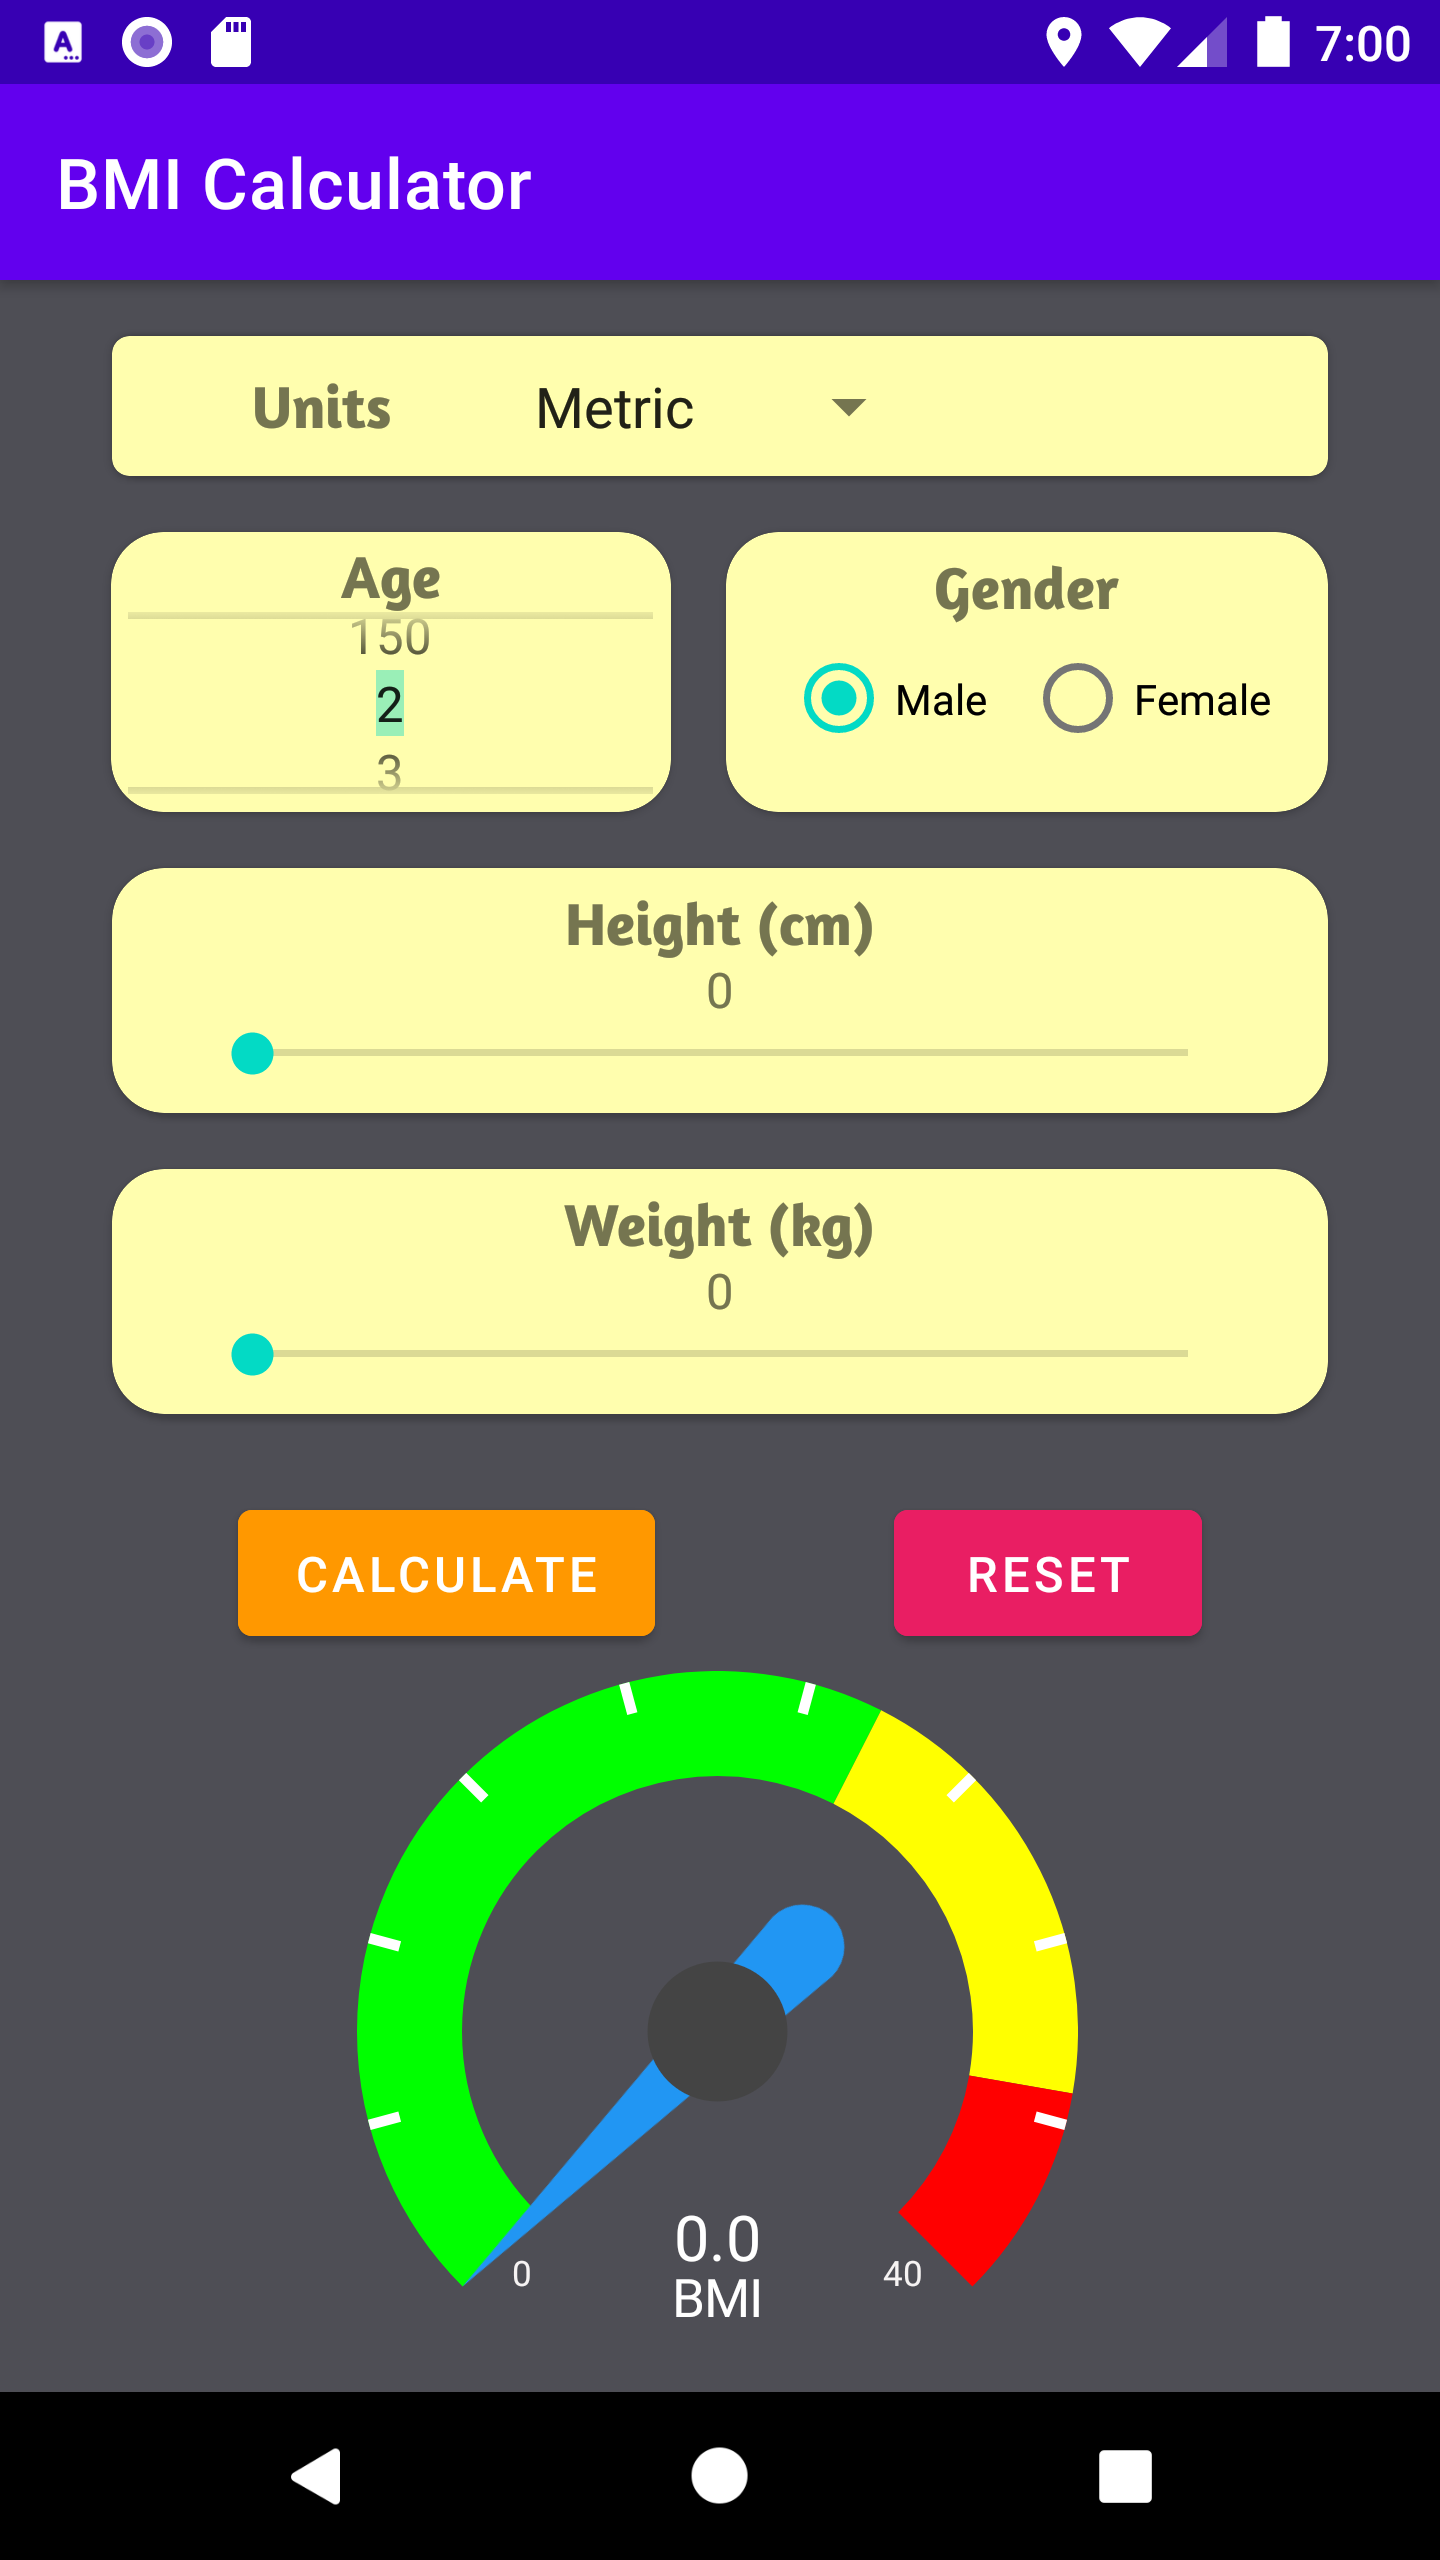 7:00
BMI Calculator
Units Metric
Age
150
2
3
Gender
Male Female
Height (cm)
0
Weight (kg)
0
CALCULATE RESET
0.0
0 40
BMI